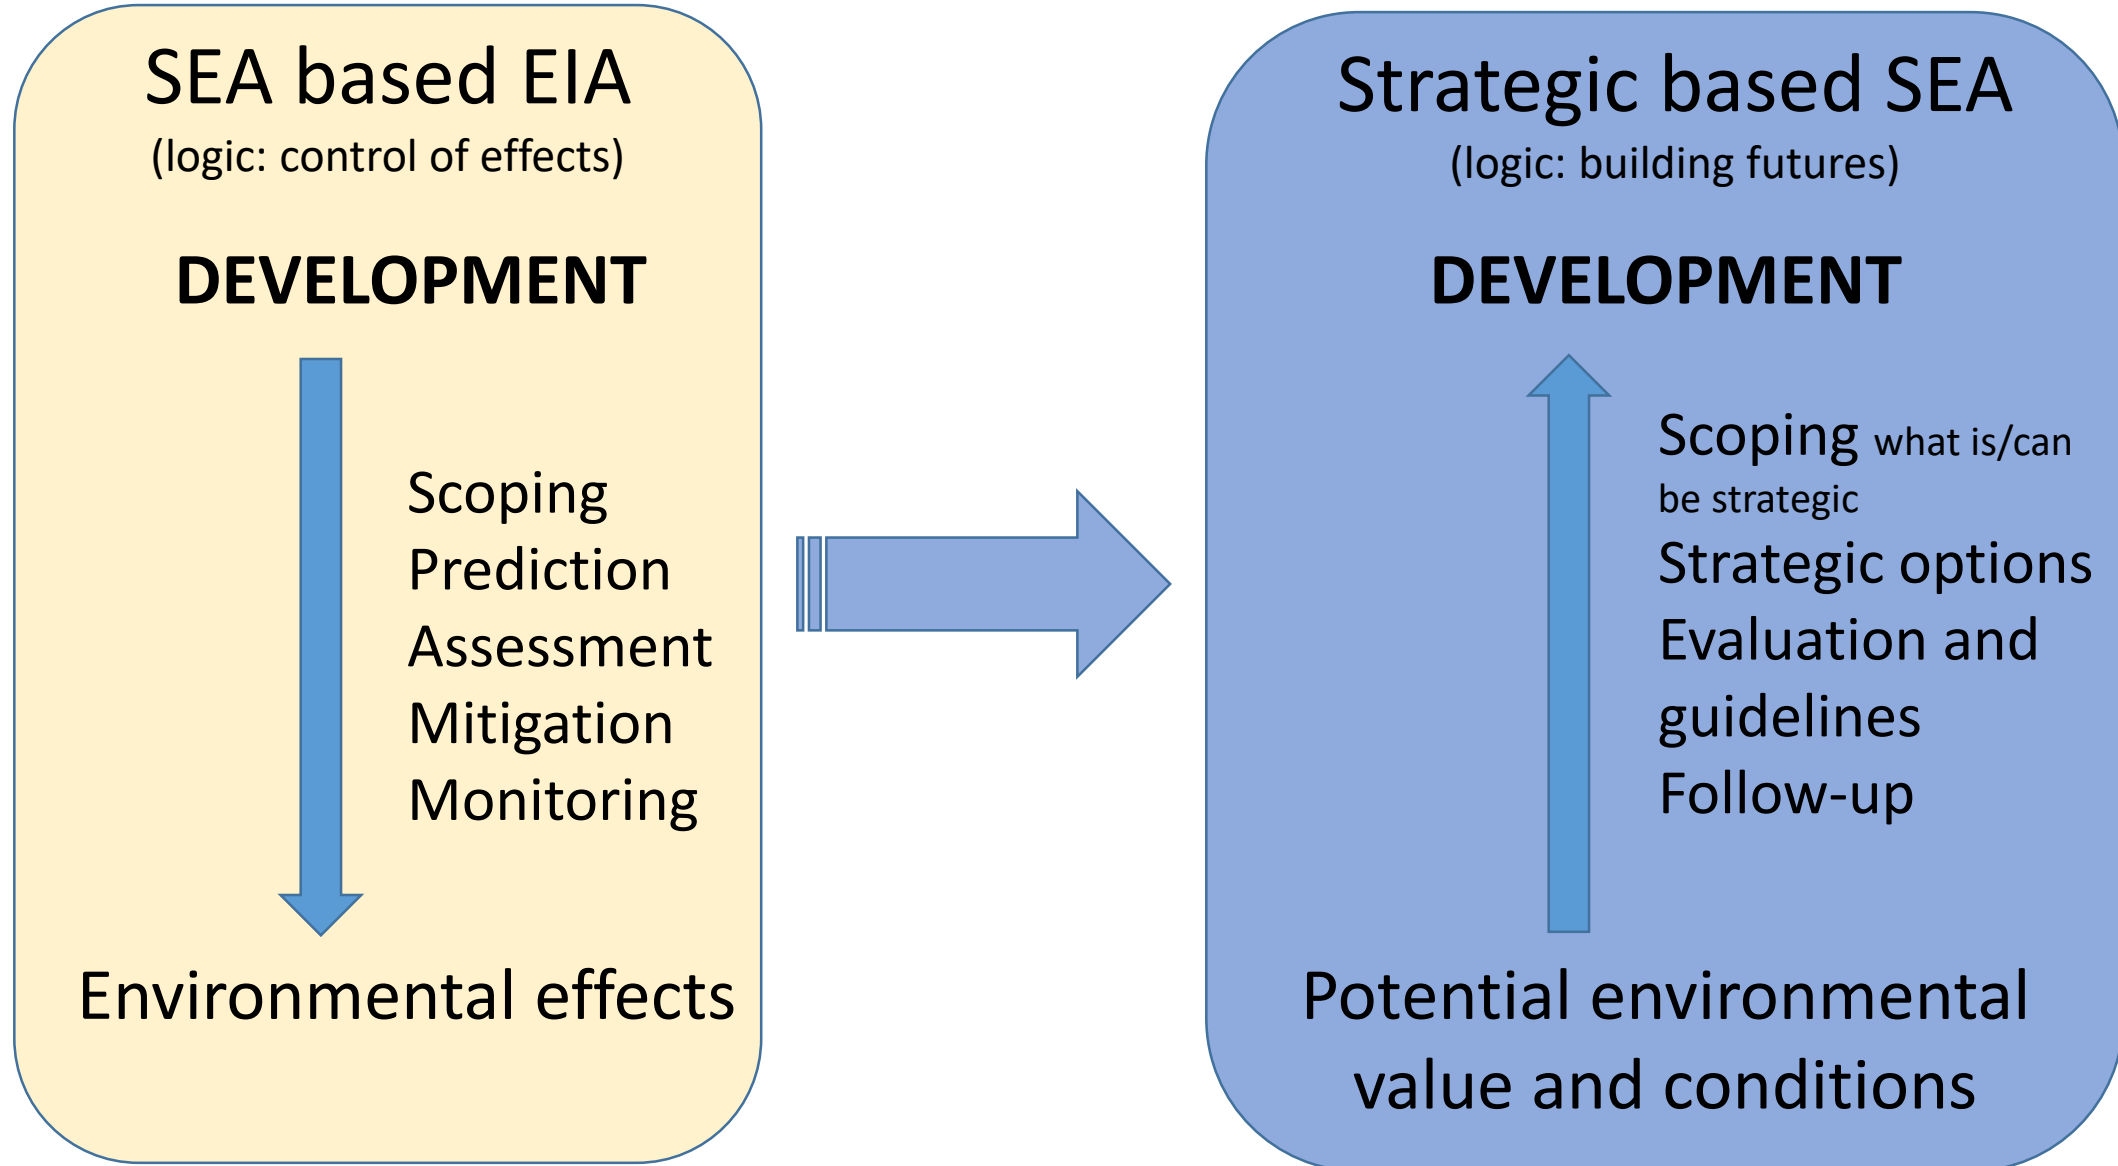 SEA based EIA
(logic: control of effects)
DEVELOPMENT
Scoping
Prediction
Assessment
Mitigation
Monitoring
Environmental effects
Strategic based SEA
(logic: building futures)
DEVELOPMENT
Scoping what is/can
be strategic
Strategic options
Evaluation and
guidelines
Follow-up
Potential environmental
value and conditions